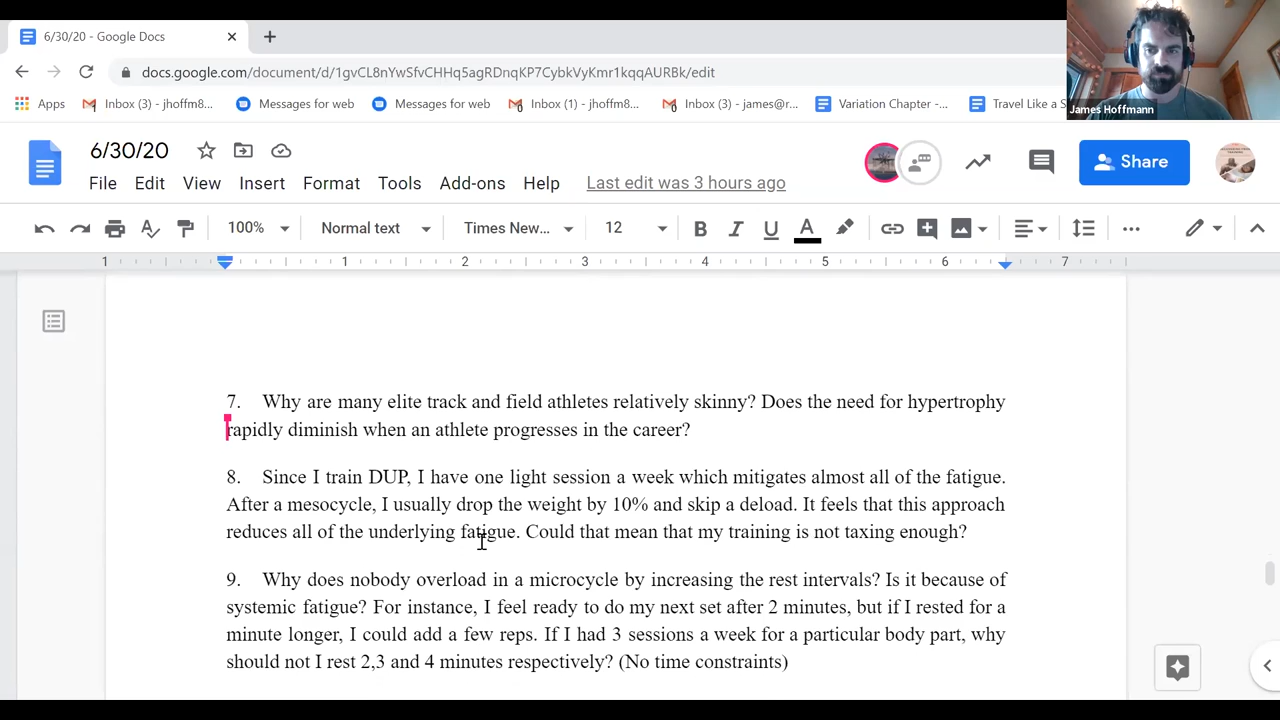 6/30/20 - Google Docs
docs.google.com/document/d/1gvCL8nYwSfvCHHq5agRDnqKP7CybkVyKmr1kqqAURBk/edit
Apps Inbox (3) - jhoffm8... Messages for web Messages for web Inbox (1) - jhoffm8... Inbox (3) - james@r... Variation Chapter -... Travel Like a
James Hoffmann
6/30/20
Share
File Edit View Insert Format Tools Add-ons Help Last edit was 3 hours ago
100% Normal text Times New... 12 B I U A
1 1 2 3 4 5 6 7
7. Why are many elite track and field athletes relatively skinny? Does the need for hypertrophy
rapidly diminish when an athlete progresses in the career?
8. Since I train DUP, I have one light session a week which mitigates almost all of the fatigue.
After a mesocycle, I usually drop the weight by 10% and skip a deload. It feels that this approach
reduces all of the underlying fatigue. Could that mean that my training is not taxing enough?
9. Why does nobody overload in a microcycle by increasing the rest intervals? Is it because of
systemic fatigue? For instance, I feel ready to do my next set after 2 minutes, but if I rested for a
minute longer, I could add a few reps. If I had 3 sessions a week for a particular body part, why
should not I rest 2,3 and 4 minutes respectively? (No time constraints)